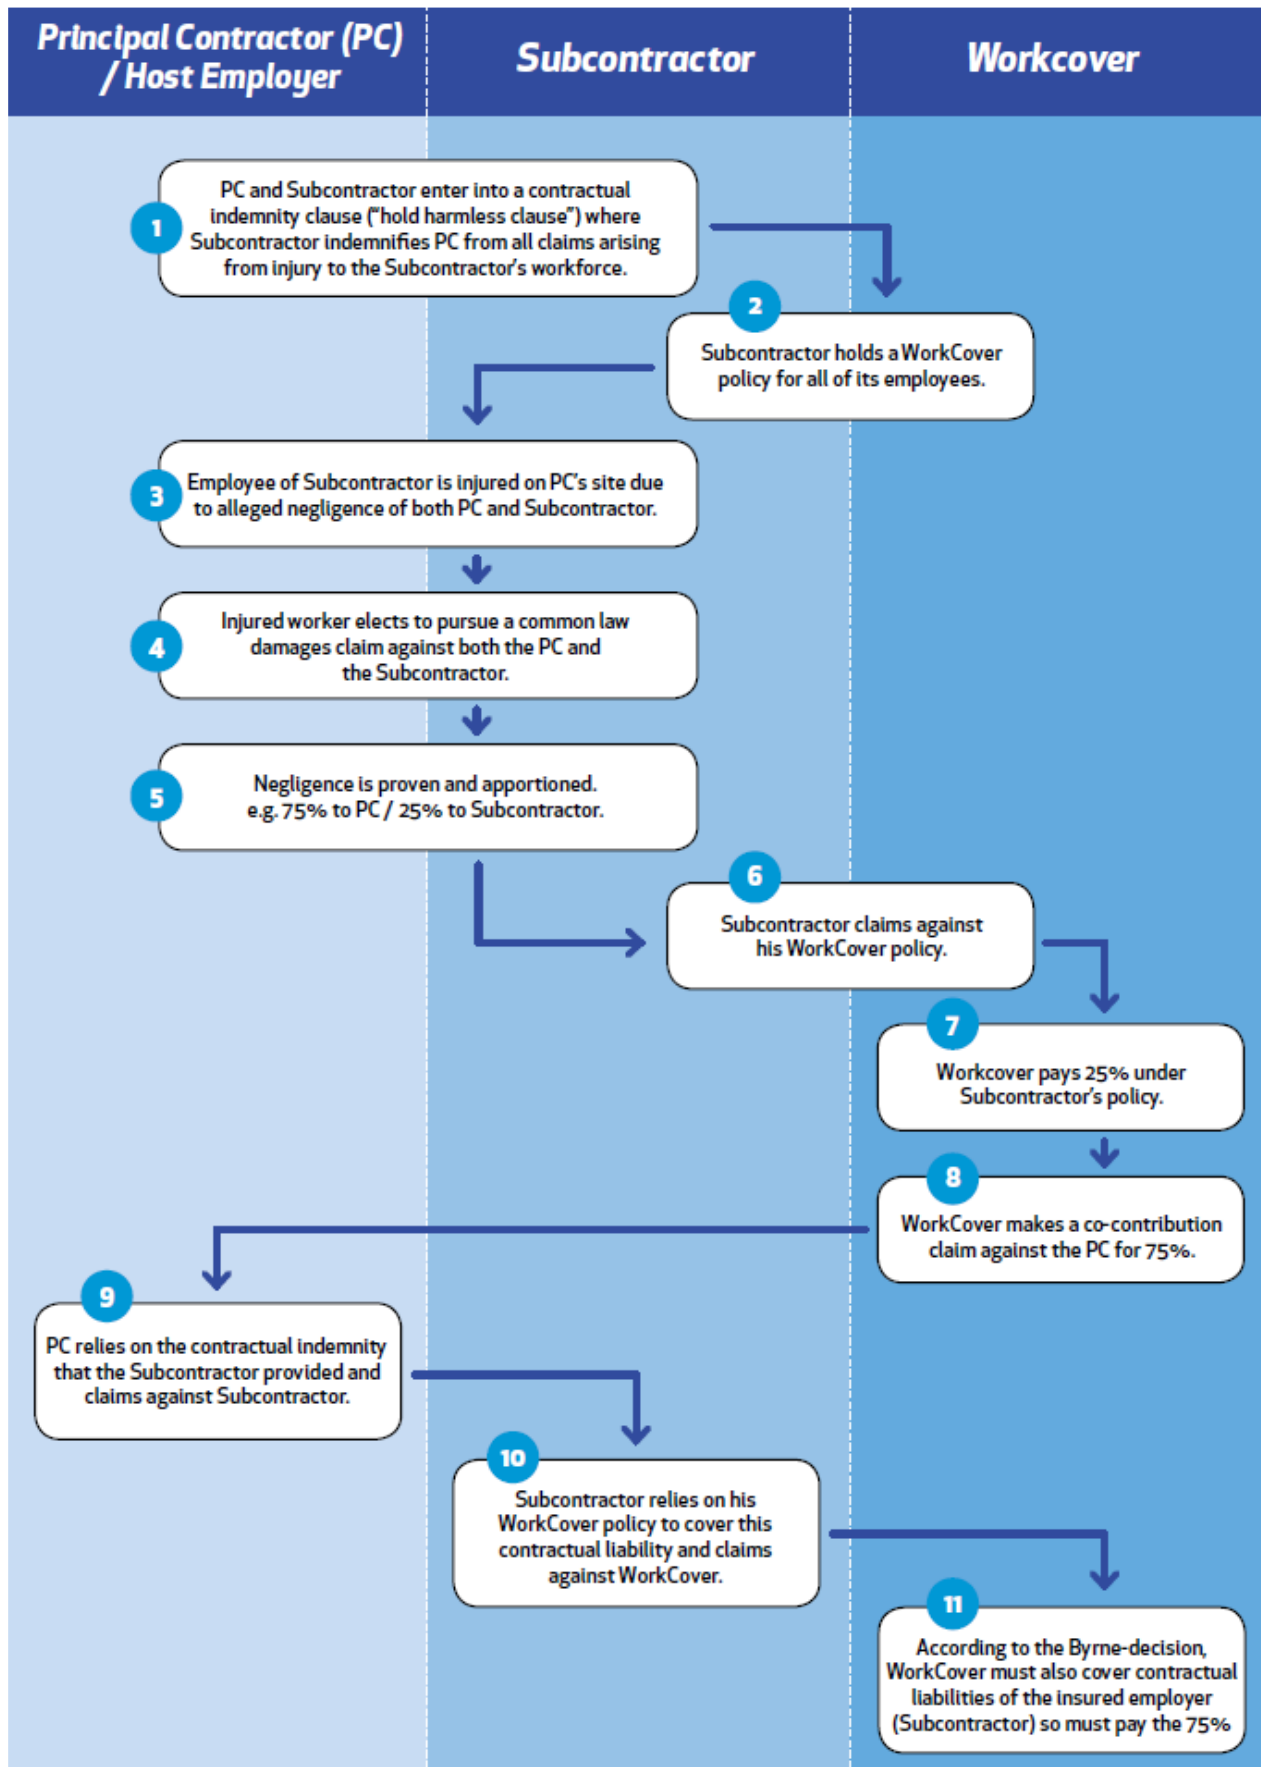 Principal Contractor (PC)
/ Host Employer
Subcontractor
Workcover
1
PC and Subcontractor enter into a contractual
indemnity clause (“hold harmless clause”) where
Subcontractor indemnifies PC from all claims arising
from injury to the Subcontractor’s workforce.
2
Subcontractor holds a WorkCover
policy for all of its employees.
3
Employee of Subcontractor is injured on PC’s site due
to alleged negligence of both PC and Subcontractor.
4
Injured worker elects to pursue a common law
damages claim against both the PC and
the Subcontractor.
5
Negligence is proven and apportioned.
e.g. 75% to PC / 25% to Subcontractor.
6
Subcontractor claims against
his WorkCover policy.
7
Workcover pays 25% under
Subcontractor’s policy.
8
WorkCover makes a co-contribution
claim against the PC for 75%.
9
PC relies on the contractual indemnity
that the Subcontractor provided and
claims against Subcontractor.
10
Subcontractor relies on his
WorkCover policy to cover this
contractual liability and claims
against WorkCover.
11
According to the Byrne-decision,
WorkCover must also cover contractual
liabilities of the insured employer
(Subcontractor) so must pay the 75%